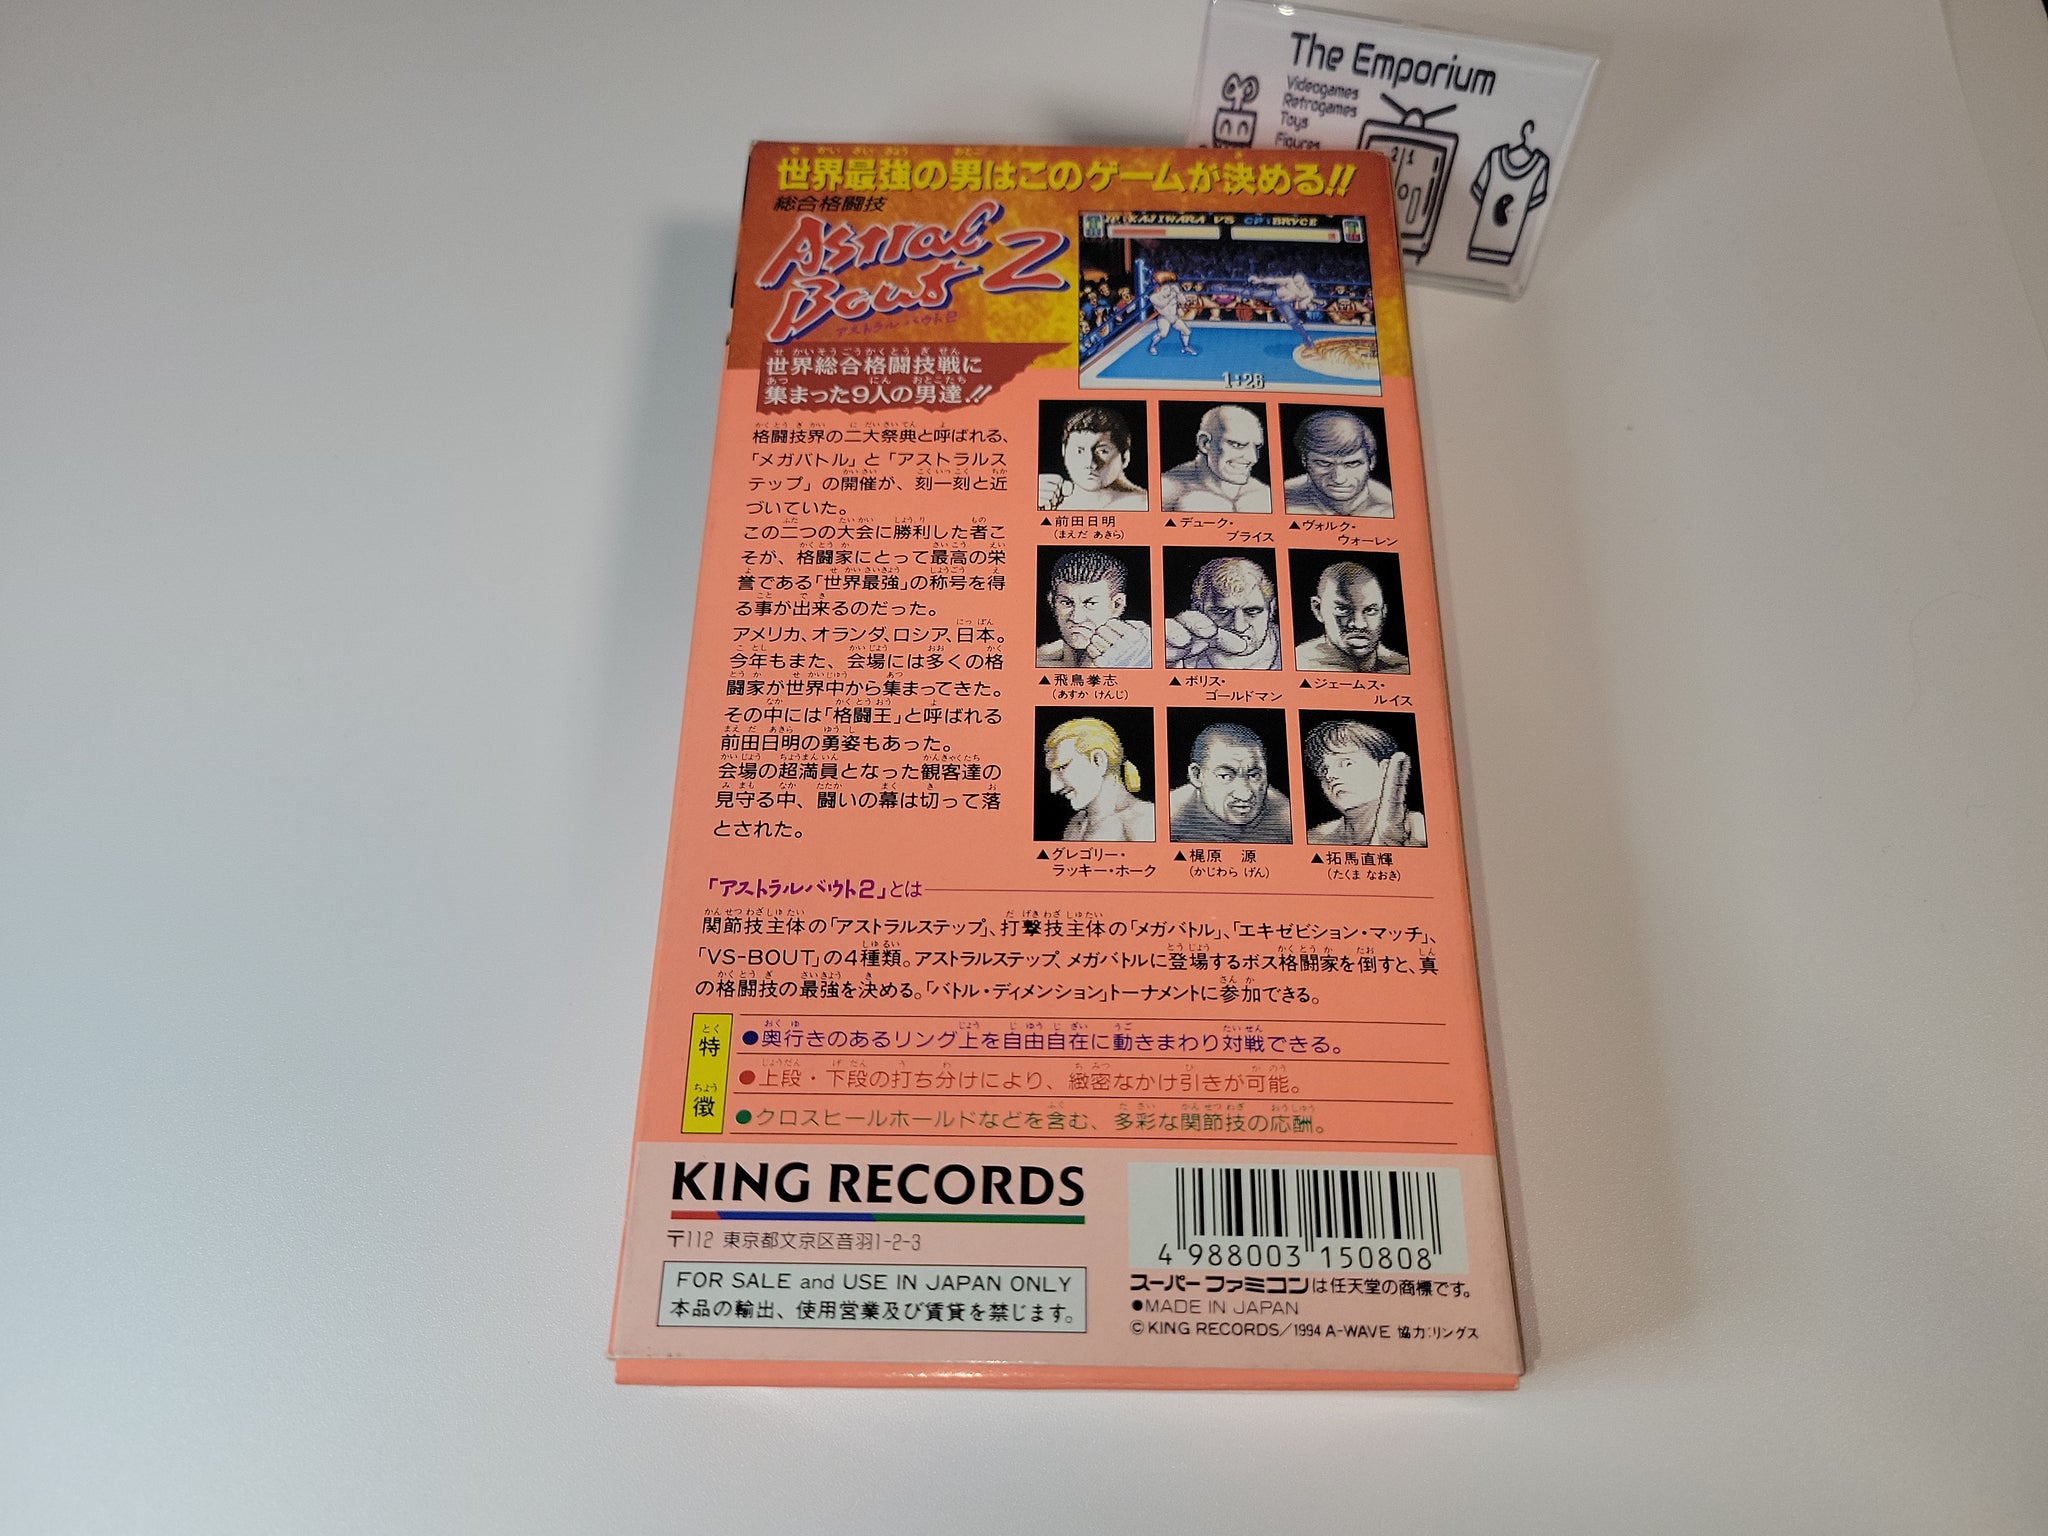 The Emporium
Videogames
Retrogames
Toys
Figures
世界最強の男はこのゲームが決める!!
総合格闘技
Astral
Bout 2
アストラル バウト2
KAJIWARA VS CP:BRYCE
1:28
世界総合格闘技戦に
集まった9人の男達.!!
格闘技界の二大祭典と呼ばれる、
「メガバトル」と「アストラルス
テップ」の開催が、刻一刻と近
づいていた。
この二つの大会に勝利した者こ
そが、格闘家にとって最高の栄
誉である「世界最強」の称号を得
る事が出来るのだった。
アメリカ、オランダ、ロシア、日本。
今年もまた、会場には多くの格
闘家が世界中から集まってきた。
その中には「格闘王」と呼ばれる
前田日明の勇姿もあった。
会場の超満員となった観客達の
見守る中、闘いの幕は切って落
とされた。
▲前田日明
(まえだ あきら)
▲デューク・
ブライス
▲ヴォルク・
ウォーレン
▲飛鳥拳志
(あすか けんじ)
▲ボリス・
ゴールドマン
▲ジェームス・
ルイス
▲グレゴリー・
ラッキー・ホーク
▲梶原 源
(かじわら げん)
▲拓馬直輝
(たくま なおき)
「アストラルバウト2」とは
関節技主体の「アストラルステップ」、打撃技主体の「メガバトル」、「エキゼビション・マッチ」、
「VS-BOUT」の4種類。アストラルステップ、メガバトルに登場するボス格闘家を倒すと、真
の格闘技の最強を決める。「バトル・ディメンション」トーナメントに参加できる。
特徴
●奥行きのあるリング上を自由自在に動きまわり対戦できる。
●上段・下段の打ち分けにより、緻密なかけ引きが可能。
●クロスヒールホールドなどを含む、多彩な関節技の応酬。
KING RECORDS
〒112 東京都文京区音羽1-2-3
FOR SALE and USE IN JAPAN ONLY
本品の輸出、使用営業及び賃貸を禁じます。
4 988003 150808
スーパーファミコンは任天堂の商標です。
●MADE IN JAPAN
©KING RECORDS/1994 A-WAVE 協力:リングス